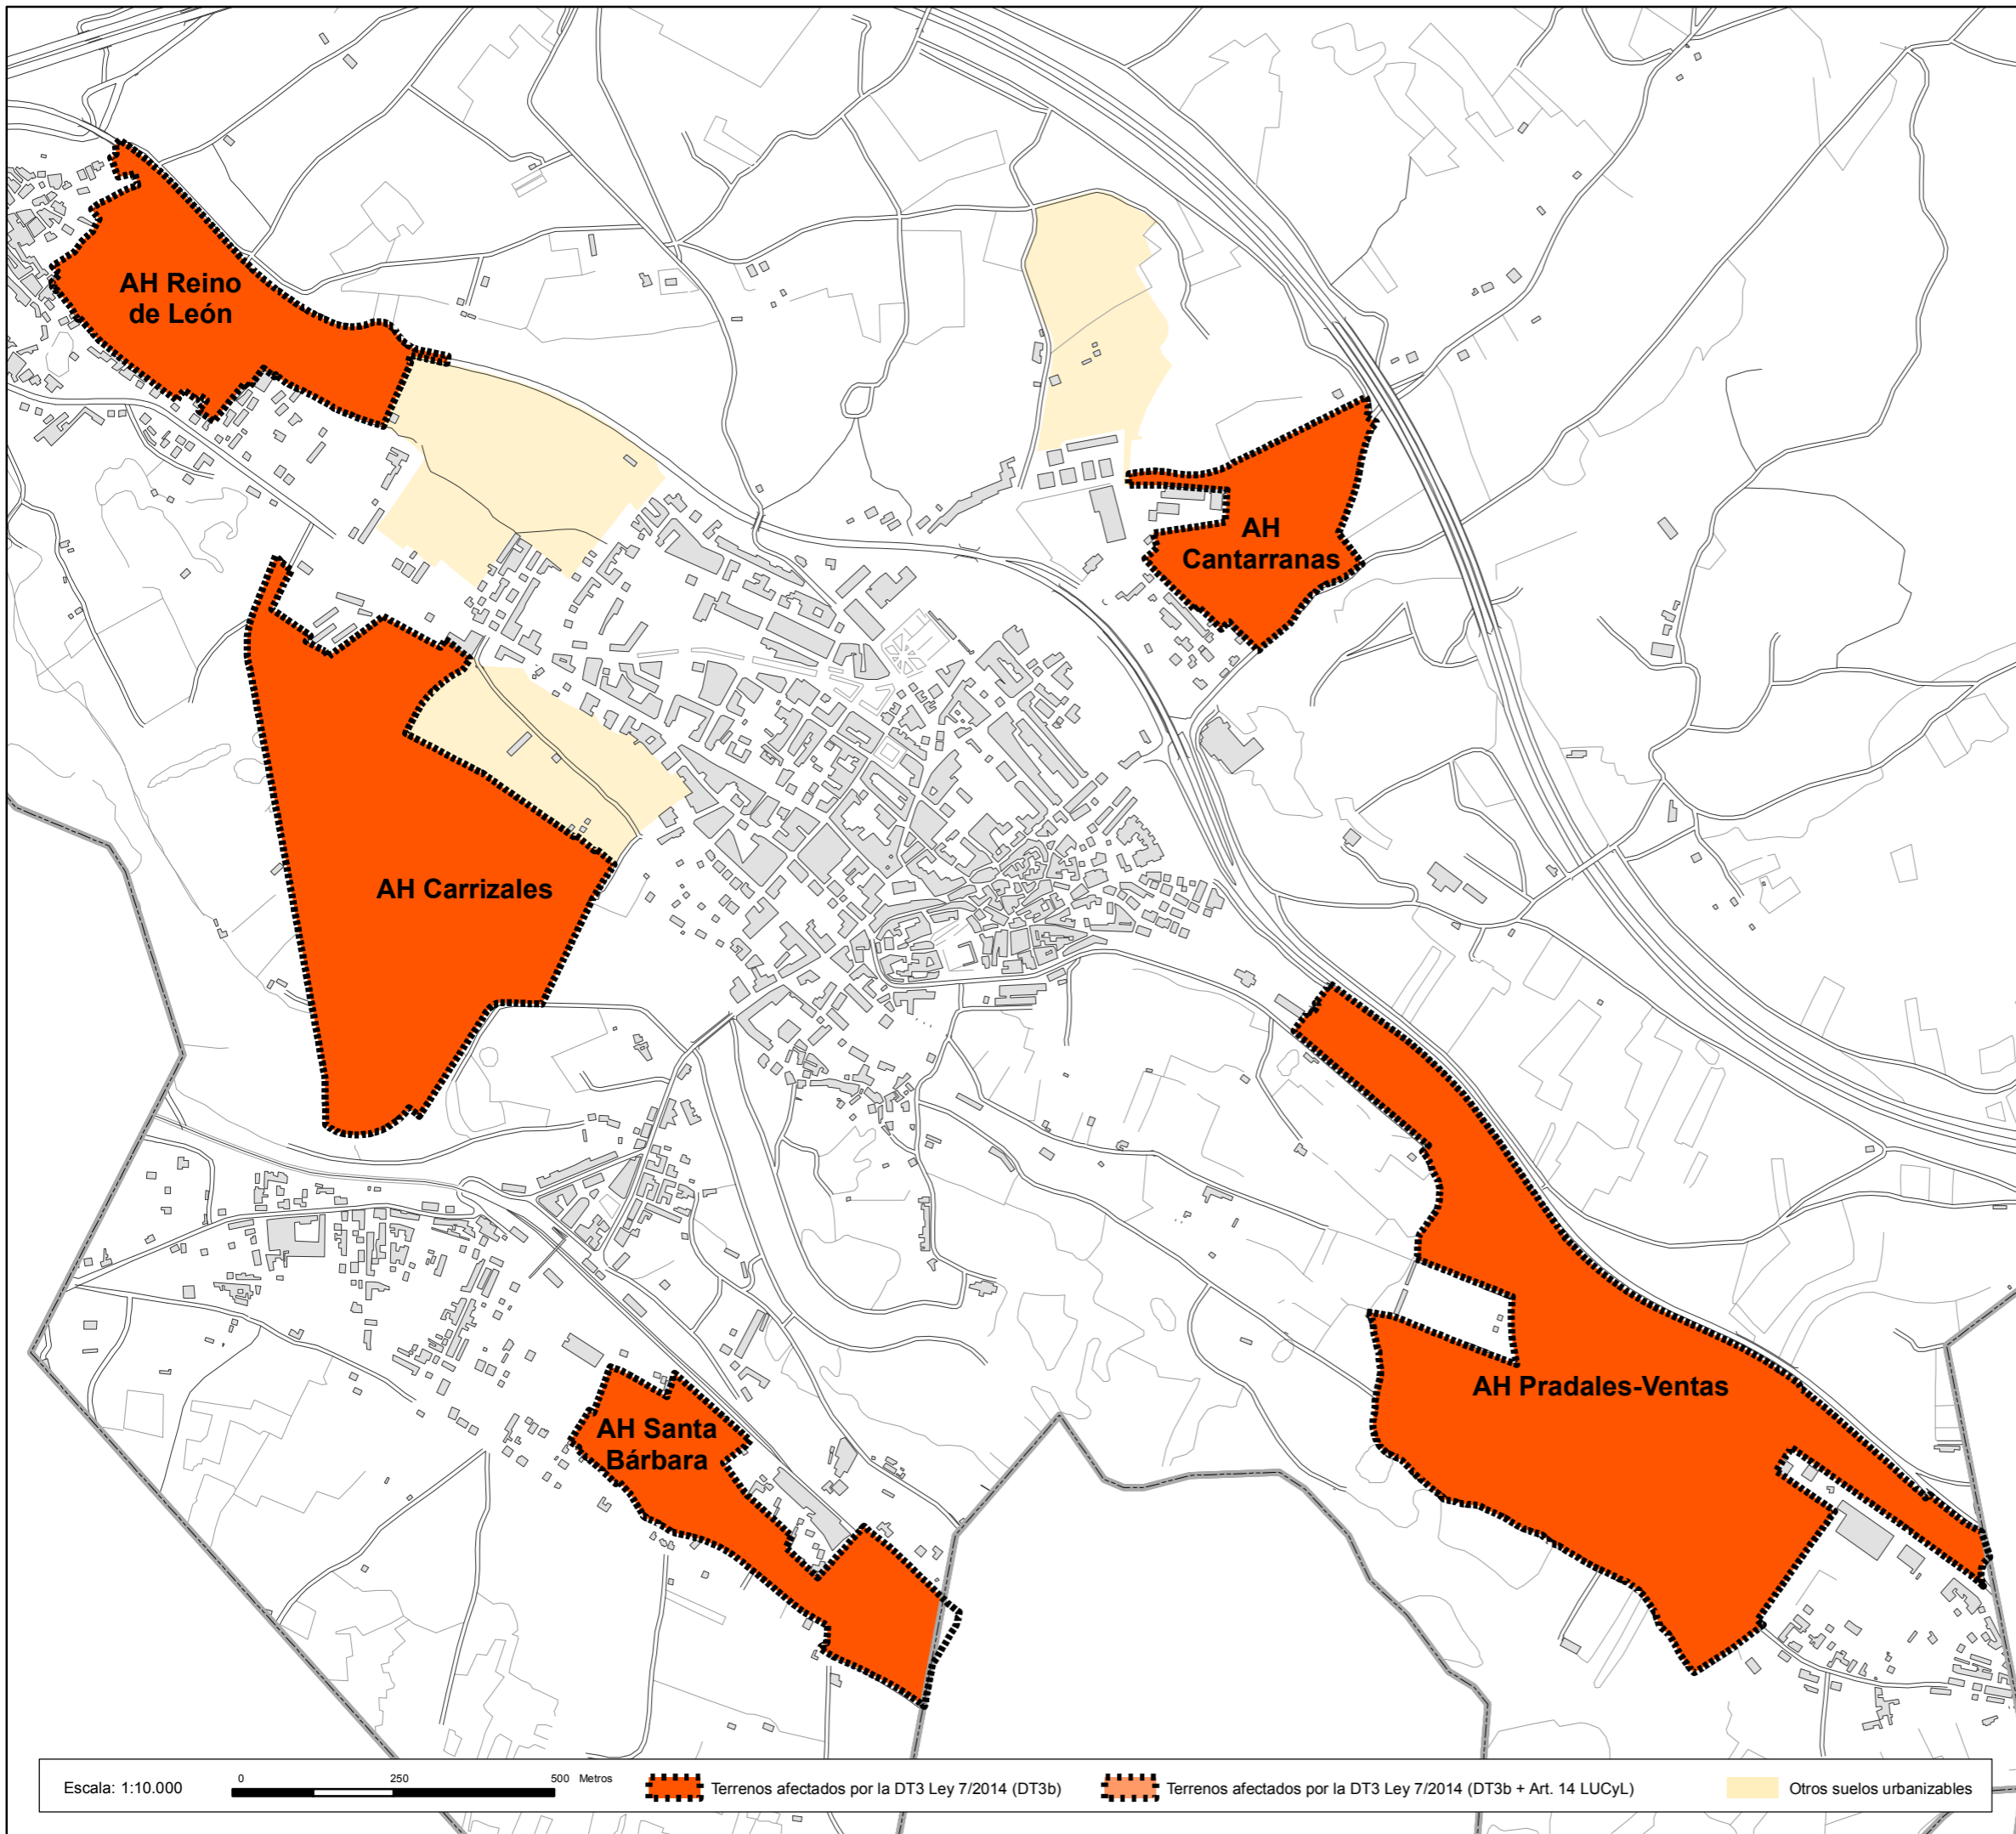 AH Reino
de León
AH
Cantarranas
AH Carrizales
AH Pradales-Ventas
AH Santa
Bárbara
Escala: 1:10.000
0 250 500 Metros
Terrenos afectados por la DT3 Ley 7/2014 (DT3b)
Terrenos afectados por la DT3 Ley 7/2014 (DT3b + Art. 14 LUCyL)
Otros suelos urbanizables